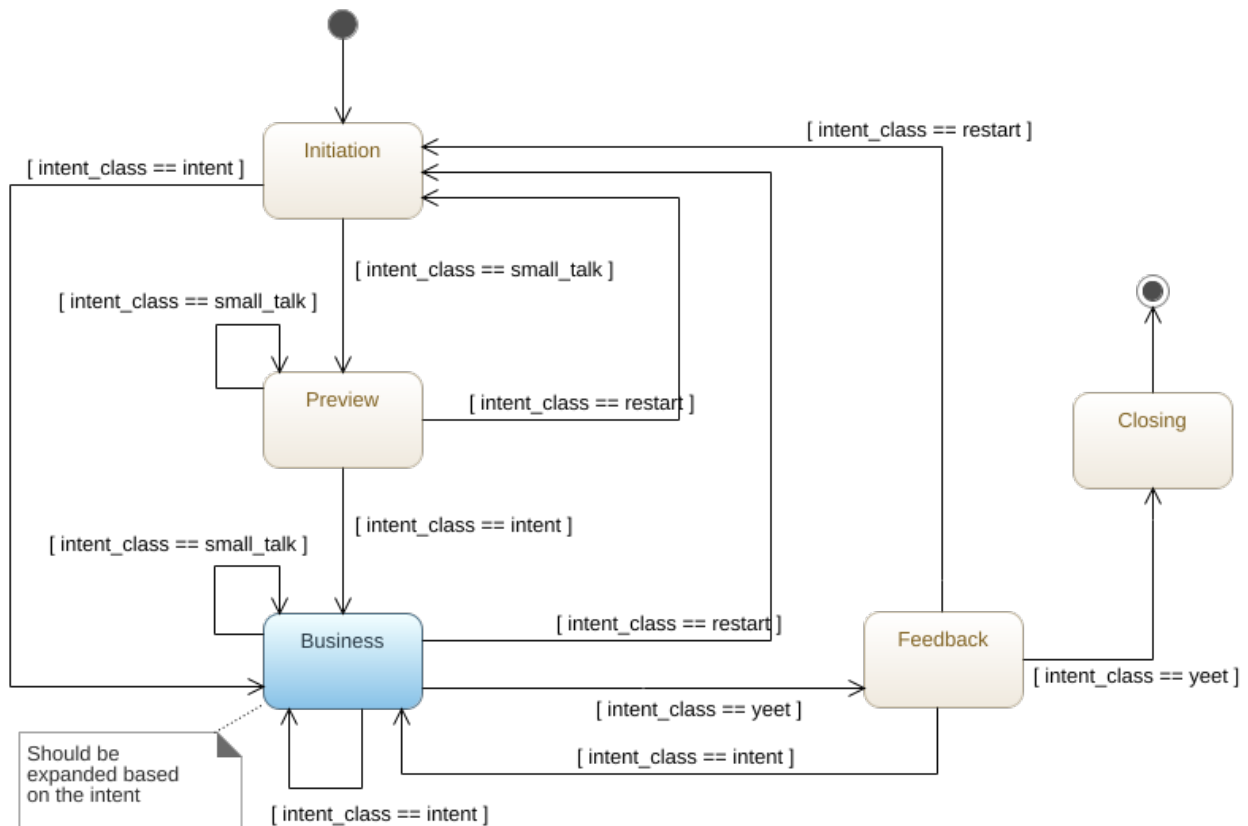 [ intent_class == restart ]
Initiation
[ intent_class == intent ]
[ intent_class == small_talk ]
[ intent_class == small_talk ]
Preview
[ intent_class == restart ]
Closing
[ intent_class == intent ]
[ intent_class == small_talk ]
[ intent_class == restart ]
Business
Feedback
[ intent_class == yeet ]
[ intent_class == yeet ]
Should be
expanded based
on the intent
[ intent_class == intent ]
[ intent_class == intent ]